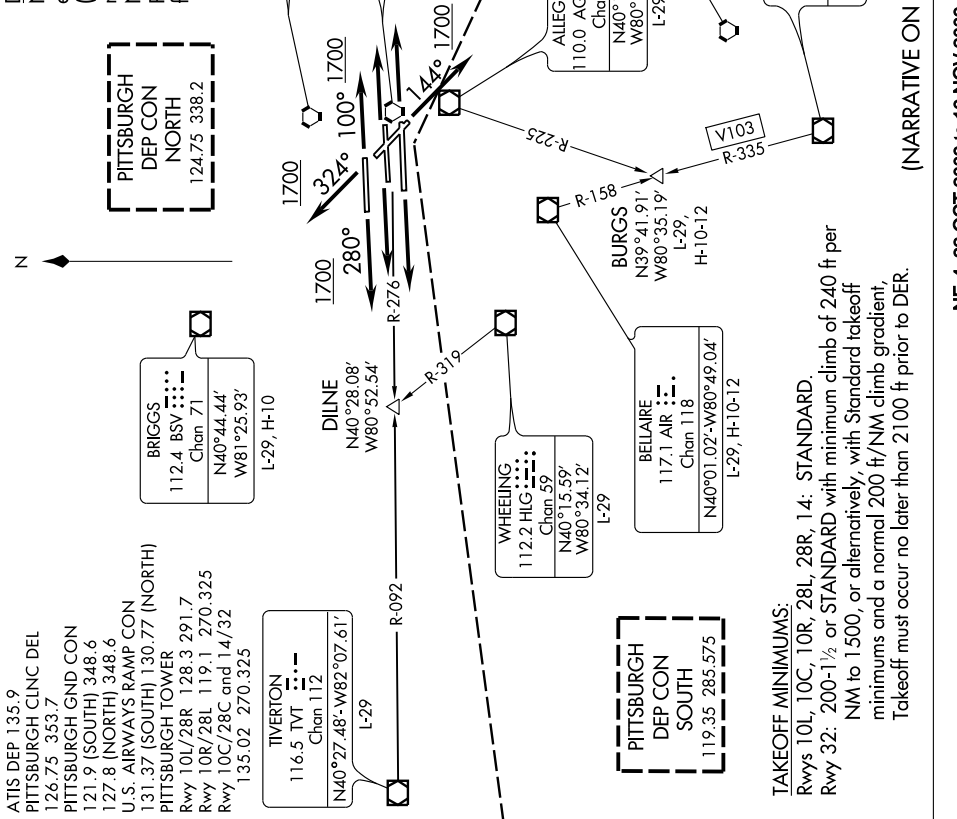 ATIS DEP 135.9
PITTSBURGH CLNC DEL
126.75 353.7
PITTSBURGH GND CON
121.9 (SOUTH) 348.6
127.8 (NORTH) 348.6
U.S. AIRWAYS RAMP CON
131.37 (SOUTH) 130.77 (NORTH)
PITTSBURGH TOWER
Rwy 10L/28R 128.3 291.7
Rwy 10R/28L 119.1 270.325
Rwy 10C/28C and 14/32
135.02 270.325
BRIGGS
112.4 BSV
Chan 71
N40°44.44′
W81°25.93′
L-29, H-10
N
PITTSBURGH
DEP CON
NORTH
124.75 338.2
1700
324°
1700
280°
100°
1700
1700
144°
1700
TIVERTON
116.5 TVT
Chan 112
N40°27.48′-W82°07.61′
L-29
R-092
DILNE
N40°28.08′
W80°52.54′
R-276
R-319
WHEELING
112.2 HLG
Chan 59
N40°15.59′
W80°34.12′
L-29
ALLEG
110.0 AG
Cha
N40°
W80°
L-29
R-225
V103
R-335
R-158
BURGS
N39°41.91′
W80°35.19′
L-29,
H-10-12
BELLAIRE
117.1 AIR
Chan 118
N40°01.02′-W80°49.04′
L-29, H-10-12
PITTSBURGH
DEP CON
SOUTH
119.35 285.575
TAKEOFF MINIMUMS:
Rwys 10L, 10C, 10R, 28L, 28R, 14: STANDARD.
Rwy 32: 200-1½ or STANDARD with minimum climb of 240 ft per
NM to 1500, or alternatively, with Standard takeoff
minimums and a normal 200 ft/NM climb gradient,
Takeoff must occur no later than 2100 ft prior to DER.
(NARRATIVE ON